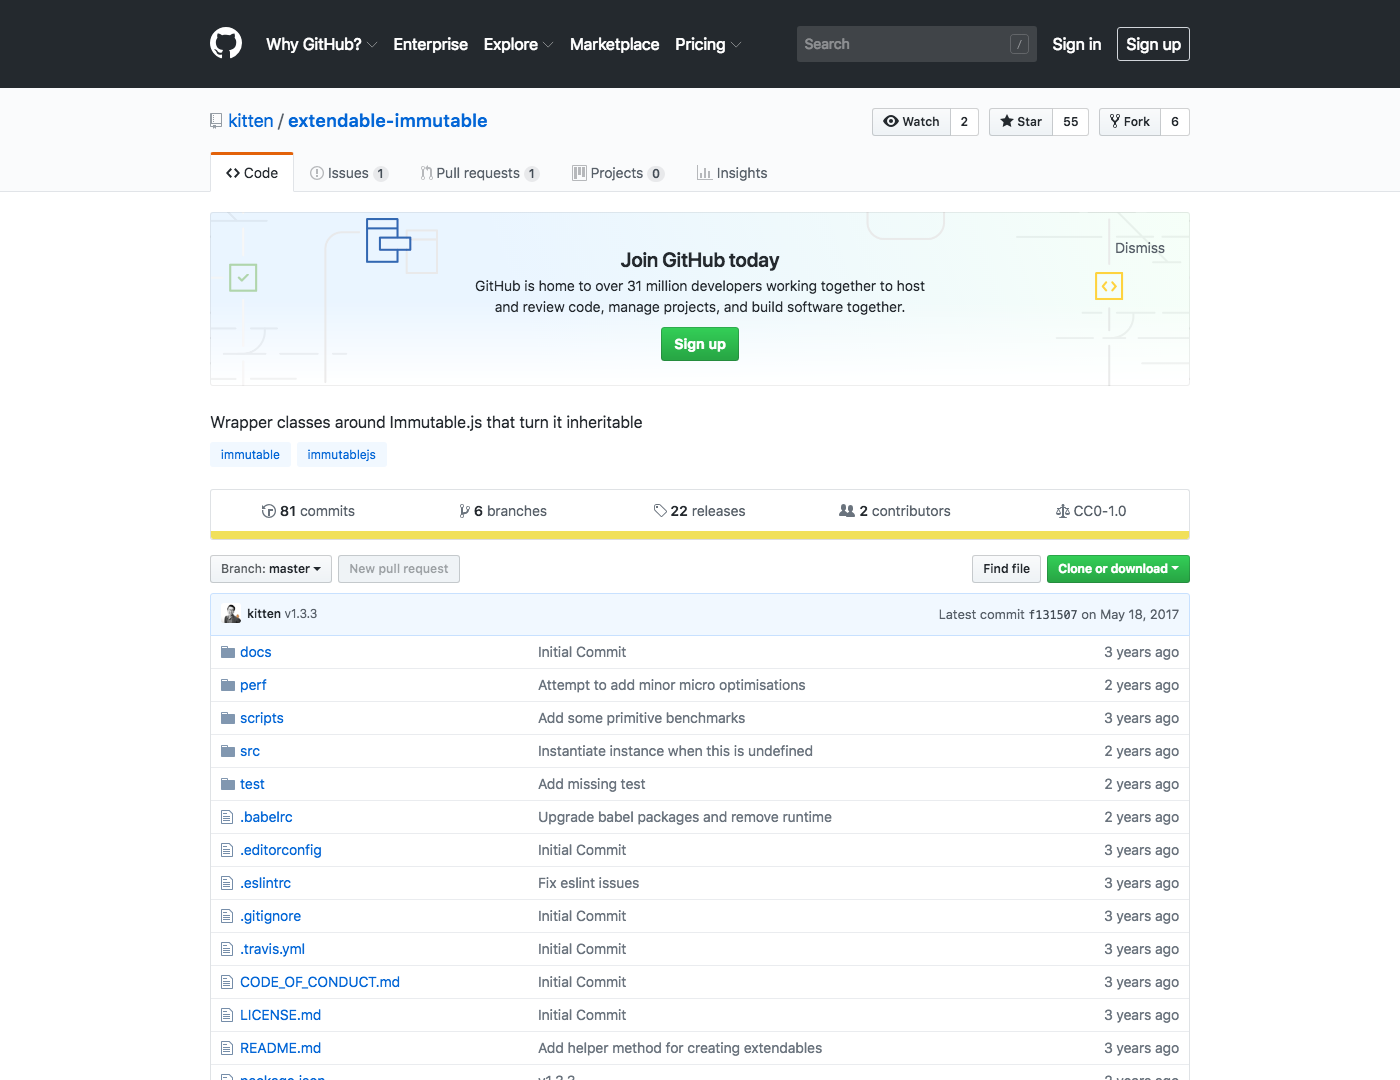 Why GitHub? Enterprise Explore Marketplace Pricing Search / Sign in Sign up
kitten / extendable-immutable Watch 2 Star 55 Fork 6
Code Issues 1 Pull requests 1 Projects 0 Insights
Dismiss
Join GitHub today
GitHub is home to over 31 million developers working together to host
and review code, manage projects, and build software together.
Sign up
Wrapper classes around Immutable.js that turn it inheritable
immutable immutablejs
81 commits 6 branches 22 releases 2 contributors CC0-1.0
Branch: master New pull request Find file Clone or download
kitten v1.3.3 Latest commit f131507 on May 18, 2017
docs Initial Commit 3 years ago
perf Attempt to add minor micro optimisations 2 years ago
scripts Add some primitive benchmarks 3 years ago
src Instantiate instance when this is undefined 2 years ago
test Add missing test 2 years ago
.babelrc Upgrade babel packages and remove runtime 2 years ago
.editorconfig Initial Commit 3 years ago
.eslintrc Fix eslint issues 3 years ago
.gitignore Initial Commit 3 years ago
.travis.yml Initial Commit 3 years ago
CODE_OF_CONDUCT.md Initial Commit 3 years ago
LICENSE.md Initial Commit 3 years ago
README.md Add helper method for creating extendables 3 years ago
package.json v1.3.3 2 years ago